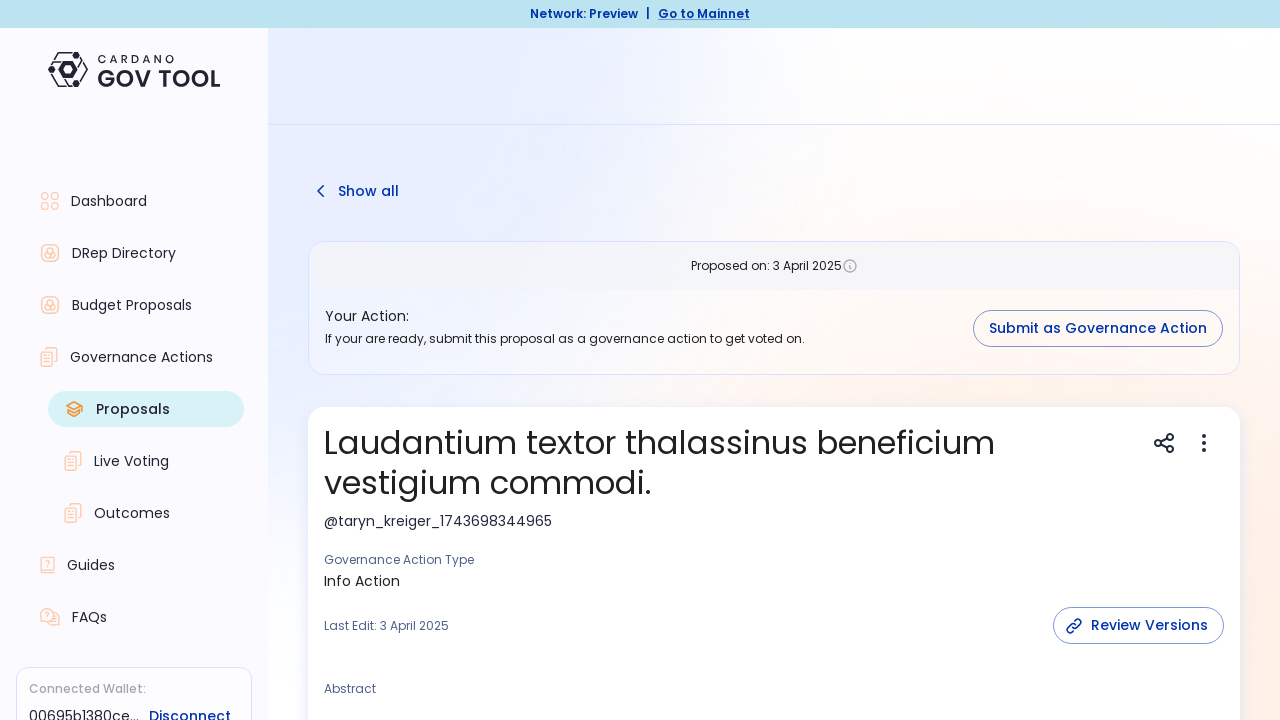 Network: Preview | Go to Mainnet
CARDANO
GOV TOOL
Dashboard
DRep Directory
Budget Proposals
Governance Actions
Proposals
Live Voting
Outcomes
Guides
FAQs
Connected Wallet:
00695b1380ce... Disconnect
Show all
Proposed on: 3 April 2025
Your Action:
If your are ready, submit this proposal as a governance action to get voted on.
Submit as Governance Action
Laudantium textor thalassinus beneficium
vestigium commodi.
@taryn_kreiger_1743698344965
Governance Action Type
Info Action
Last Edit: 3 April 2025
Review Versions
Abstract